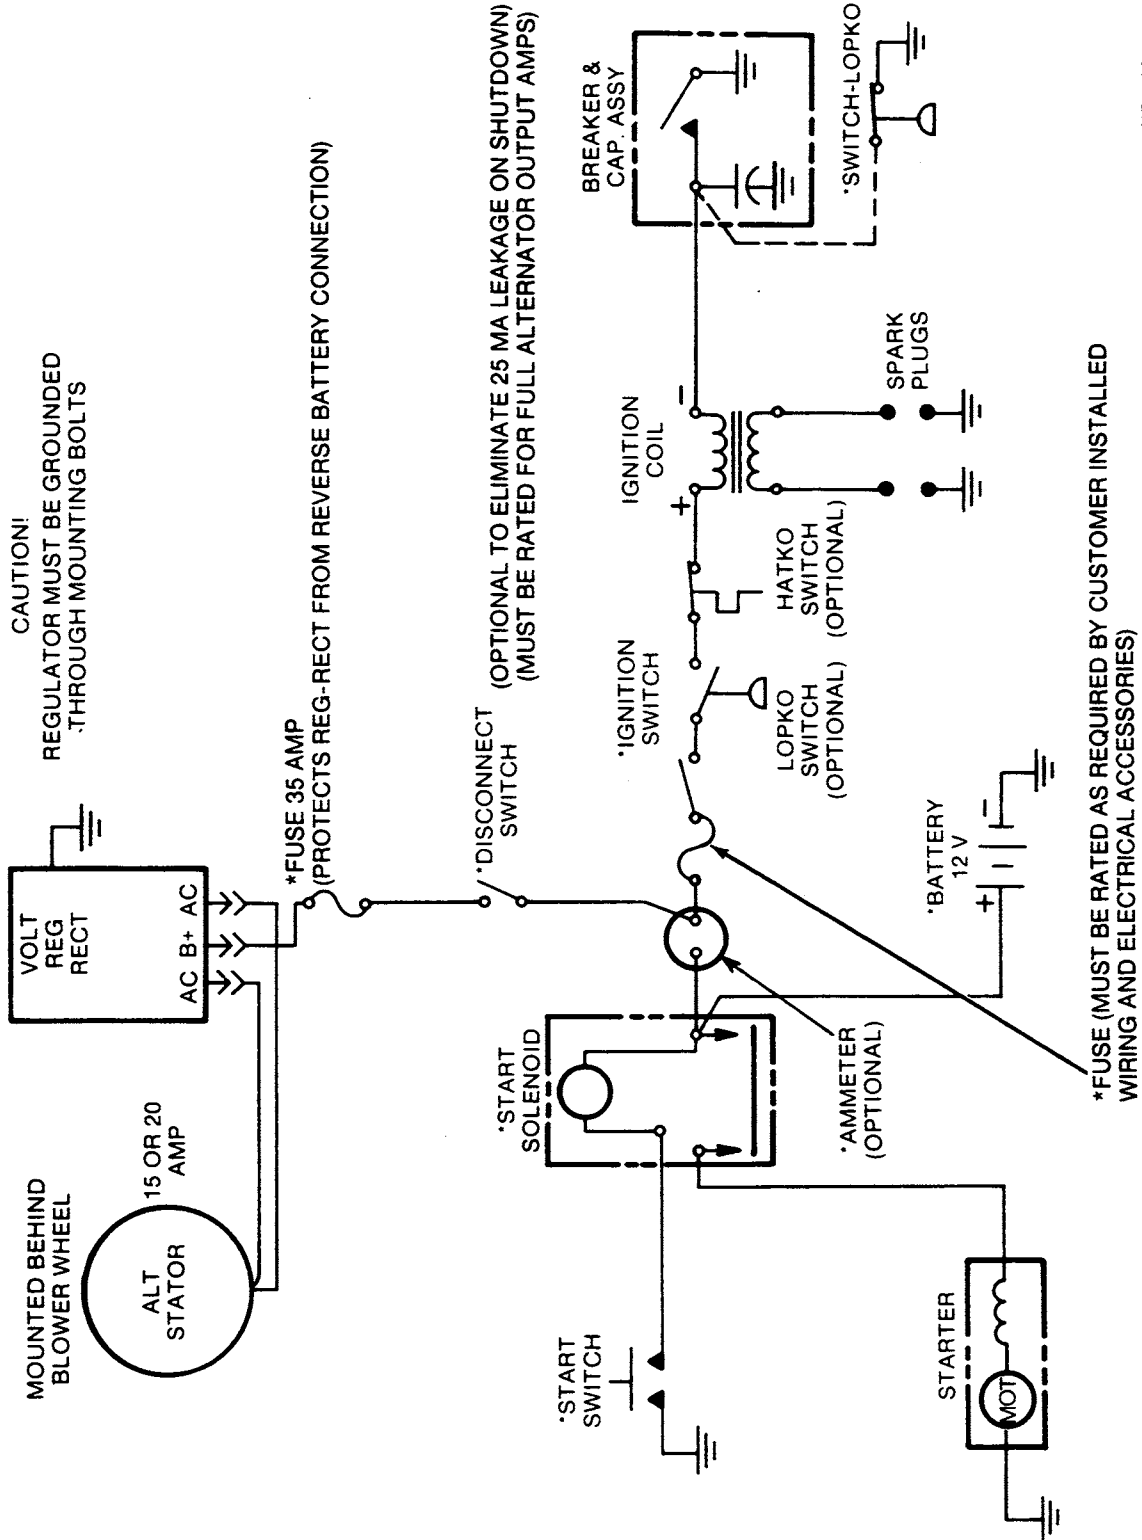 MOUNTED BEHIND
BLOWER WHEEL
ALT
STATOR
15 OR 20
AMP
VOLT
REG
RECT
AC B+ AC
CAUTION!
REGULATOR MUST BE GROUNDED
THROUGH MOUNTING BOLTS
*FUSE 35 AMP
(PROTECTS REG-RECT FROM REVERSE BATTERY CONNECTION)
*DISCONNECT
SWITCH
(OPTIONAL TO ELIMINATE 25 MA LEAKAGE ON SHUTDOWN)
(MUST BE RATED FOR FULL ALTERNATOR OUTPUT AMPS)
*START
SOLENOID
*START
SWITCH
*IGNITION
SWITCH
IGNITION
COIL
+
-
BREAKER &
CAP. ASSY
LOPKO
SWITCH
(OPTIONAL)
HATKO
SWITCH
(OPTIONAL)
SPARK
PLUGS
*SWITCH-LOPKO
*AMMETER
(OPTIONAL)
*BATTERY
12 V
+
-
STARTER
MOT
*FUSE (MUST BE RATED AS REQUIRED BY CUSTOMER INSTALLED
WIRING AND ELECTRICAL ACCESSORIES)